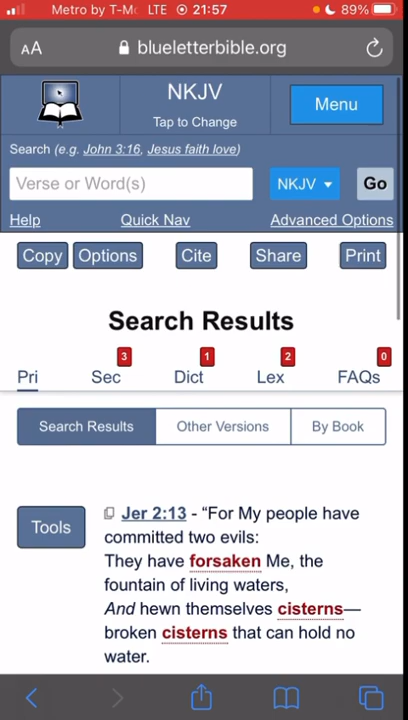 Metro by T-Mo LTE 21:57 89%
AA blueletterbible.org
NKJV
Tap to Change
Menu
Search (e.g. John 3:16, Jesus faith love)
Verse or Word(s) NKJV Go
Help Quick Nav Advanced Options
Copy Options Cite Share Print
Search Results
3 1 2 0
Pri Sec Dict Lex FAQs
Search Results Other Versions By Book
Tools
Jer 2:13 - “For My people have
committed two evils:
They have forsaken Me, the
fountain of living waters,
And hewn themselves cisterns—
broken cisterns that can hold no
water.